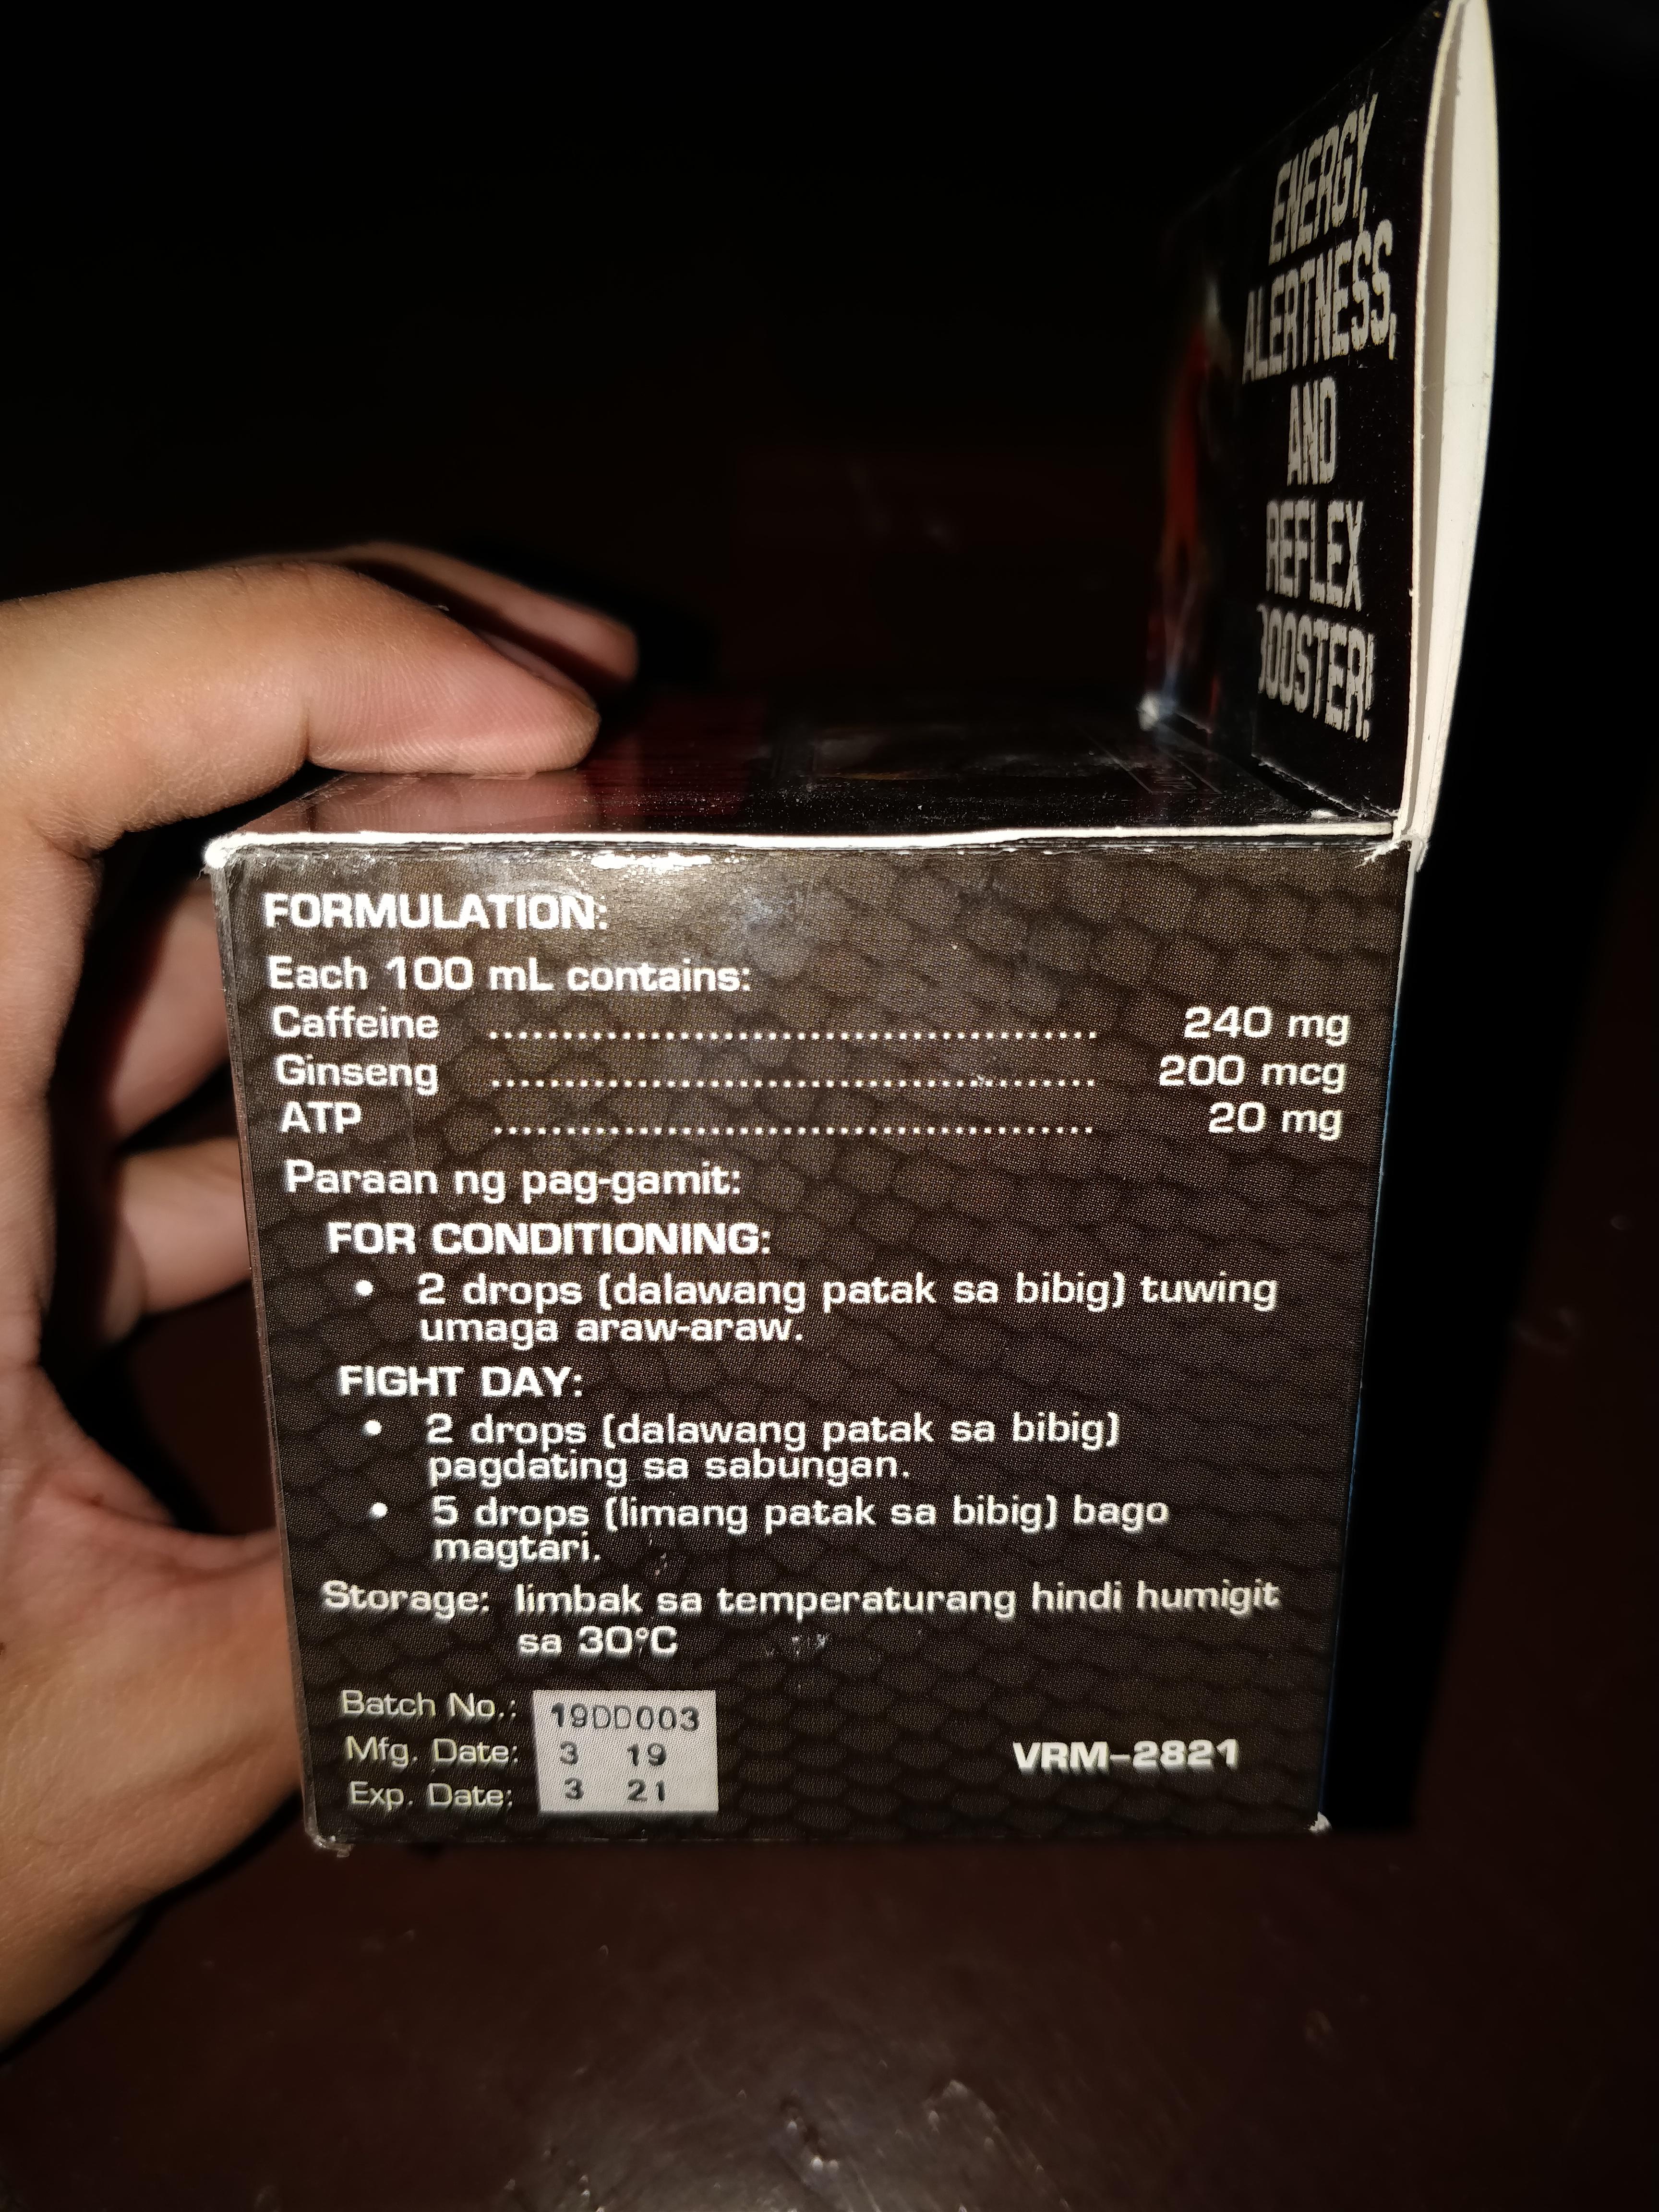 ENERGY,
ALERTNESS,
AND
REFLEX
BOOSTER!
FORMULATION:
Each 100 mL contains:
Caffeine ........................................ 240 mg
Ginseng ........................................ 200 mcg
ATP ........................................ 20 mg
Paraan ng pag-gamit:
FOR CONDITIONING:
• 2 drops (dalawang patak sa bibig) tuwing
umaga araw-araw.
FIGHT DAY:
• 2 drops (dalawang patak sa bibig)
pagdating sa sabungan.
• 5 drops (limang patak sa bibig) bago
magtari.
Storage: Iimbak sa temperaturang hindi humigit
sa 30°C
Batch No.: 19DD003
Mfg. Date: 3 19
Exp. Date: 3 21
VRM-2821